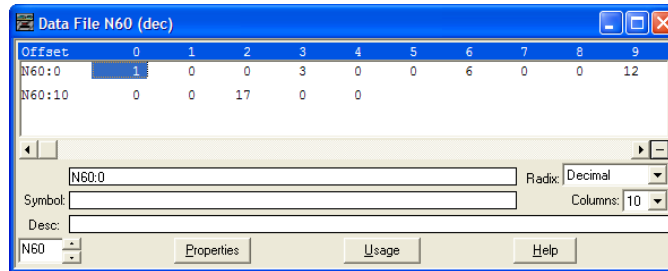 Data File N60 (dec)
Offset 0 1 2 3 4 5 6 7 8 9
N60:0 1 0 0 3 0 0 6 0 0 12
N60:10 0 0 17 0 0
N60:0 Radix: Decimal
Symbol: Columns: 10
Desc:
N60 Properties Usage Help